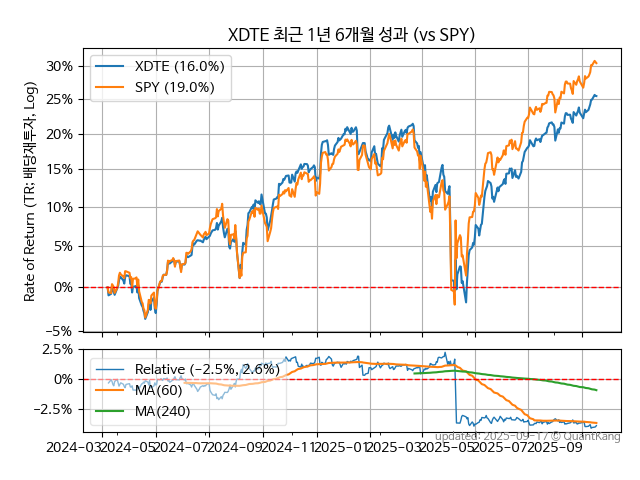 XDTE 최근 1년 6개월 성과 (vs SPY)
Rate of Return (TR: 배당재투자, Log)
30%
25%
20%
15%
10%
5%
0%
−5%
XDTE (16.0%)
SPY (19.0%)
2.5%
0%
−2.5%
Relative (−2.5%, 2.6%)
MA(60)
MA(240)
2024−03
2024−05
2024−07
2024−09
2024−11
2025−01
2025−03
2025−05
2025−07
2025−09
updated: 2025−09−17 © QuantKang